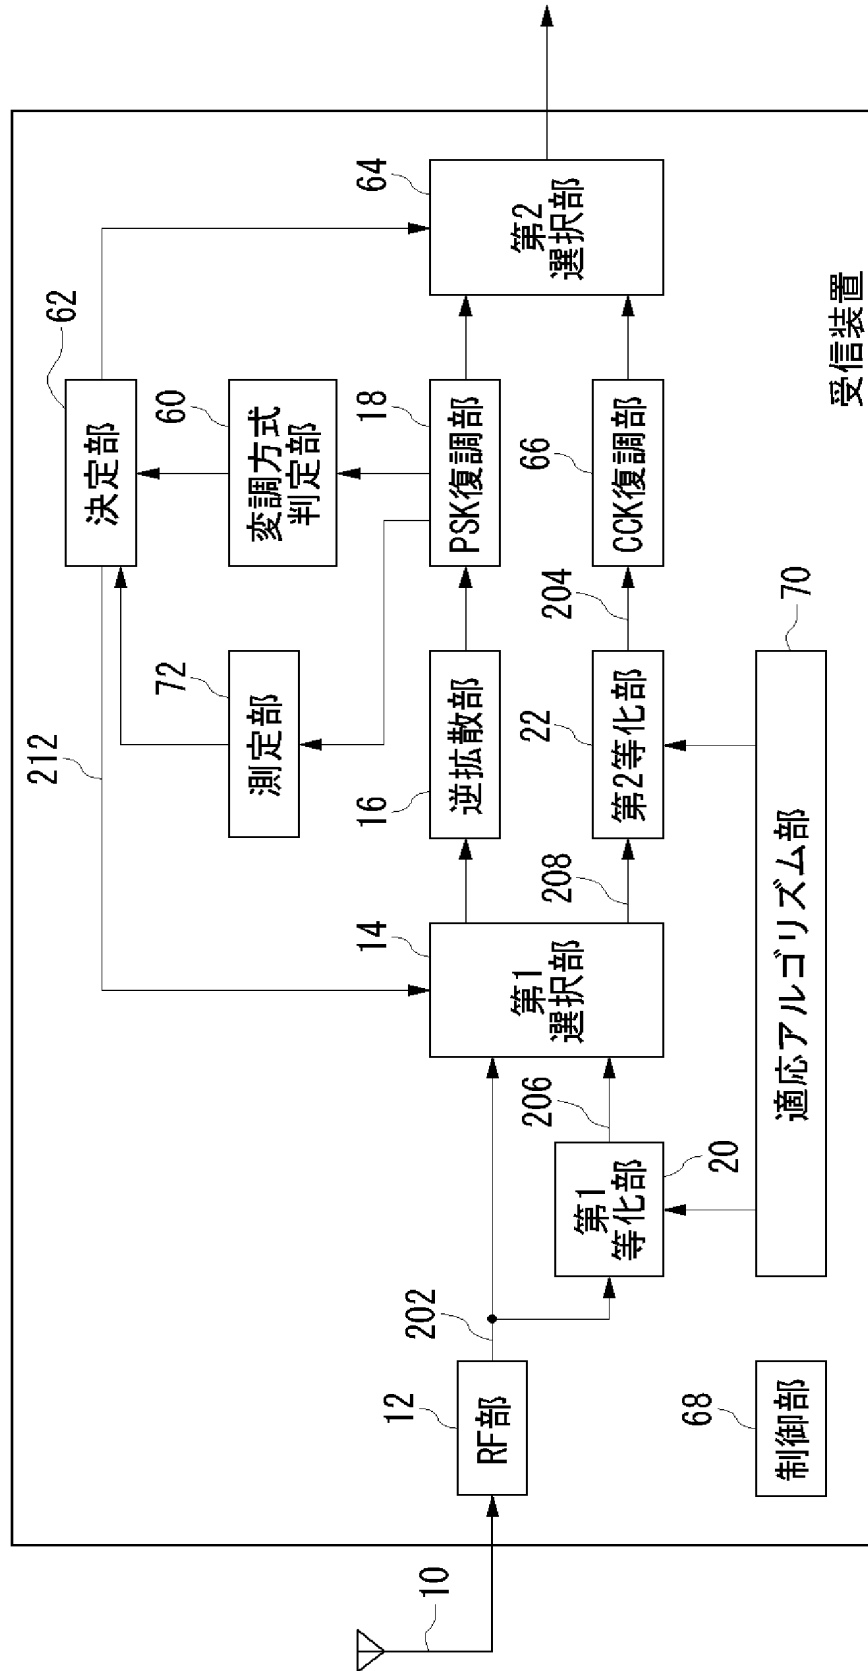 10
12
RF部
202
第1
等化部
20
206
第1
選択部
14
208
212
逆拡散部
16
第2等化部
22
204
測定部
72
決定部
62
変調方式
判定部
60
PSK復調部
18
CCK復調部
66
第2
選択部
64
適応アルゴリズム部
70
制御部
68
受信装置